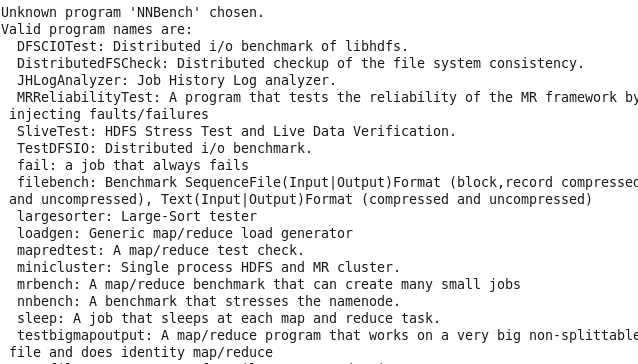 Unknown program 'NNBench' chosen.
Valid program names are:
DFSCIOTest: Distributed i/o benchmark of libhdfs.
DistributedFSCheck: Distributed checkup of the file system consistency.
JHLogAnalyzer: Job History Log analyzer.
MRReliabilityTest: A program that tests the reliability of the MR framework by
injecting faults/failures
SliveTest: HDFS Stress Test and Live Data Verification.
TestDFSIO: Distributed i/o benchmark.
fail: a job that always fails
filebench: Benchmark SequenceFile(Input|Output)Format (block,record compressed
and uncompressed), Text(Input|Output)Format (compressed and uncompressed)
largesorter: Large-Sort tester
loadgen: Generic map/reduce load generator
mapredtest: A map/reduce test check.
minicluster: Single process HDFS and MR cluster.
mrbench: A map/reduce benchmark that can create many small jobs
nnbench: A benchmark that stresses the namenode.
sleep: A job that sleeps at each map and reduce task.
testbigmapoutput: A map/reduce program that works on a very big non-splittable
file and does identity map/reduce